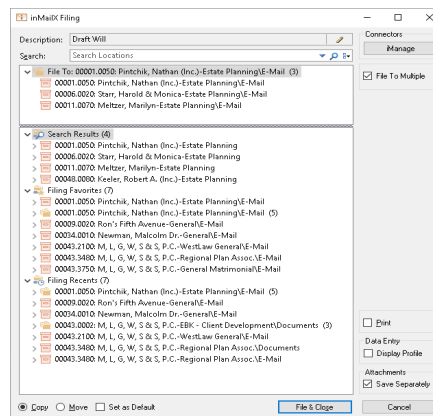 inMailX Filing
Description: Draft Will
Search: Search Locations
File To: 00001.0050: Pintchik, Nathan (Inc.)-Estate Planning\E-Mail (3)
00001.0050: Pintchik, Nathan (Inc.)-Estate Planning\E-Mail
00006.0020: Starr, Harold & Monica-Estate Planning\E-Mail
00011.0070: Meltzer, Marilyn-Estate Planning\E-Mail
Search Results (4)
00001.0050: Pintchik, Nathan (Inc.)-Estate Planning
00006.0020: Starr, Harold & Monica-Estate Planning
00011.0070: Meltzer, Marilyn-Estate Planning
00048.0080: Keeler, Robert A. (Inc.)-Estate Planning
Filing Favorites (7)
00001.0050: Pintchik, Nathan (Inc.)-Estate Planning\E-Mail
00001.0050: Pintchik, Nathan (Inc.)-Estate Planning\E-Mail (5)
00009.0020: Ron's Fifth Avenue-General\E-Mail
00034.0010: Newman, Malcolm Dr.-General\E-Mail
00043.2100: M, L, G, W, S & S, P.C.-WestLaw General\E-Mail
00043.3480: M, L, G, W, S & S, P.C.-Regional Plan Assoc.\E-Mail
00043.3750: M, L, G, W, S & S, P.C.-General Matrimonial\E-Mail
Filing Recents (7)
00001.0050: Pintchik, Nathan (Inc.)-Estate Planning\E-Mail (5)
00009.0020: Ron's Fifth Avenue-General\E-Mail
00034.0010: Newman, Malcolm Dr.-General\E-Mail
00043.0002: M, L, G, W, S & S, P.C.-EBK - Client Development\Documents (3)
00043.2100: M, L, G, W, S & S, P.C.-WestLaw General\E-Mail
00043.3480: M, L, G, W, S & S, P.C.-Regional Plan Assoc.\Documents
00043.3480: M, L, G, W, S & S, P.C.-Regional Plan Assoc.\E-Mail
Copy Move Set as Default File & Close
Connectors
iManage
File To Multiple
Print
Data Entry
Display Profile
Attachments
Save Separately
Cancel